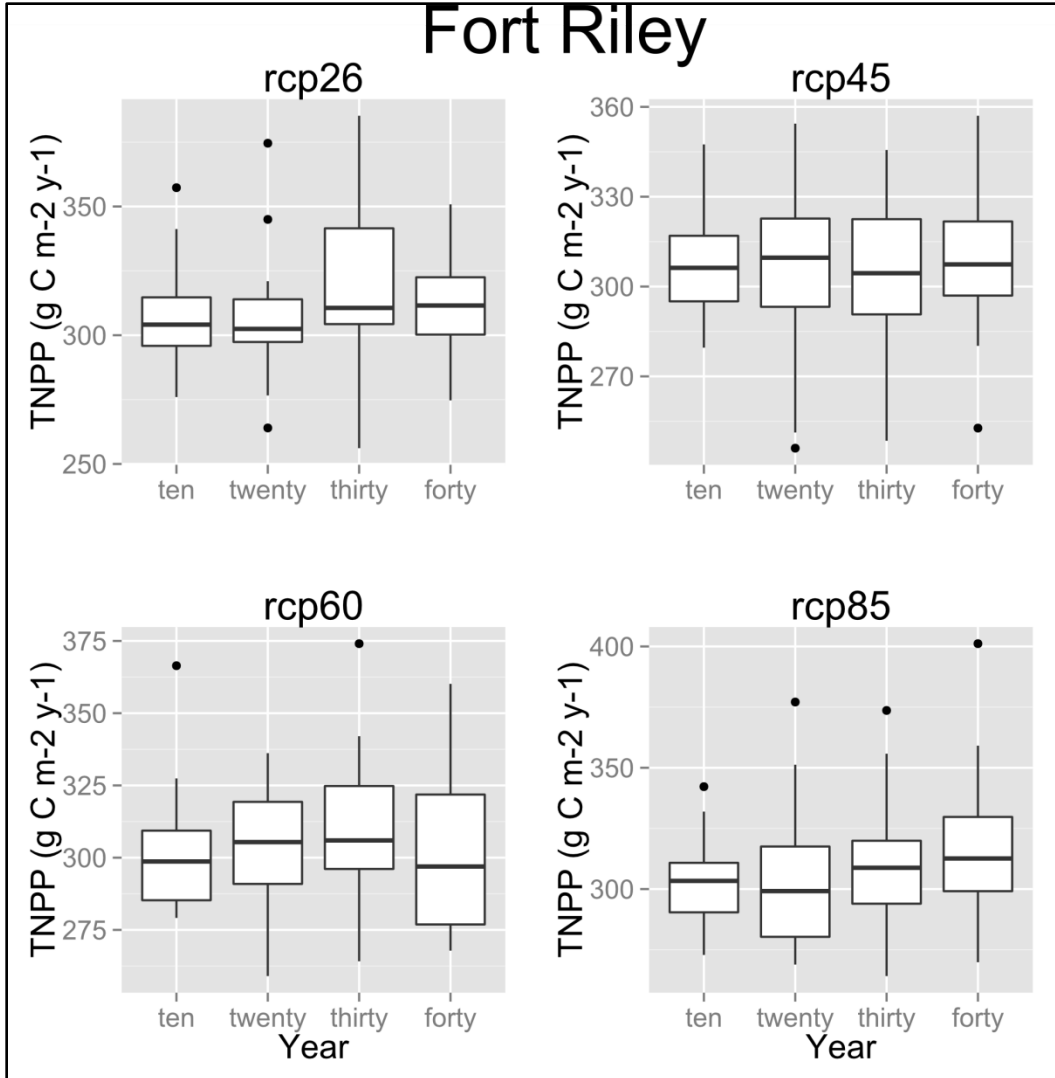 Fort Riley
rcp26
TNPP (g C m-2 y-1)
350
300
250
ten twenty thirty forty
rcp45
TNPP (g C m-2 y-1)
360
330
300
270
ten twenty thirty forty
rcp60
TNPP (g C m-2 y-1)
375
350
325
300
275
ten twenty thirty forty
Year
rcp85
TNPP (g C m-2 y-1)
400
350
300
ten twenty thirty forty
Year